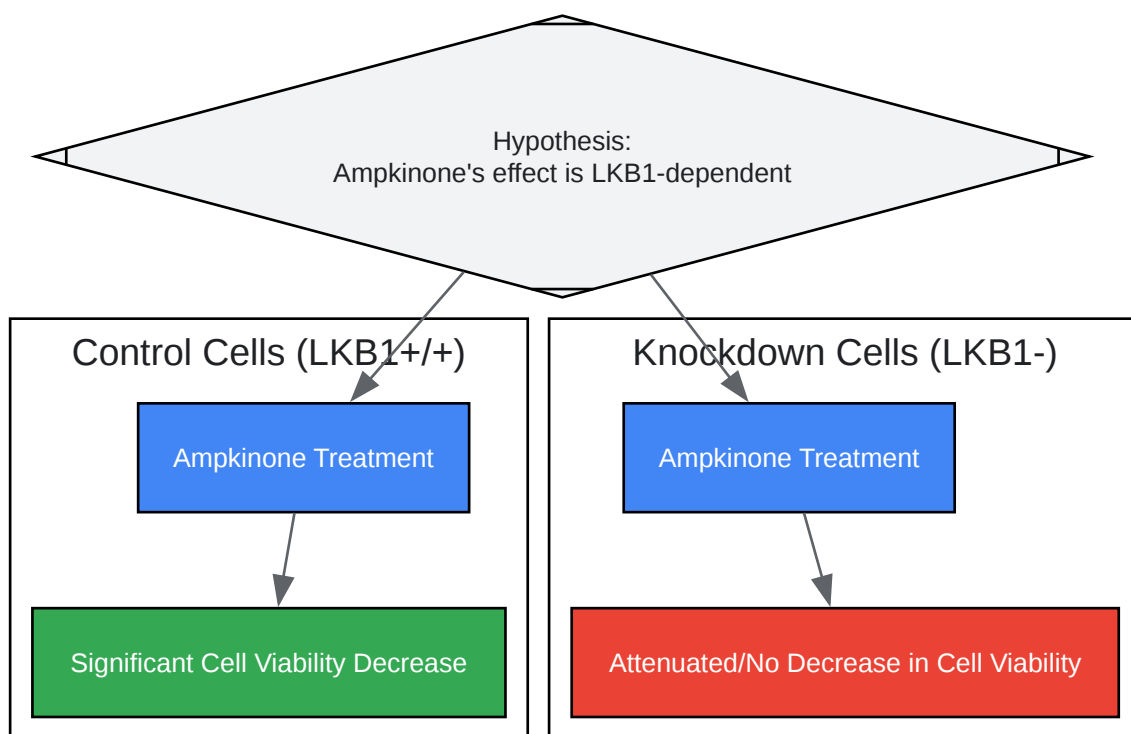 Hypothesis:
Ampkinone's effect is LKB1-dependent
Control Cells (LKB1+/+)
Knockdown Cells (LKB1-)
Ampkinone Treatment
Ampkinone Treatment
Significant Cell Viability Decrease
Attenuated/No Decrease in Cell Viability